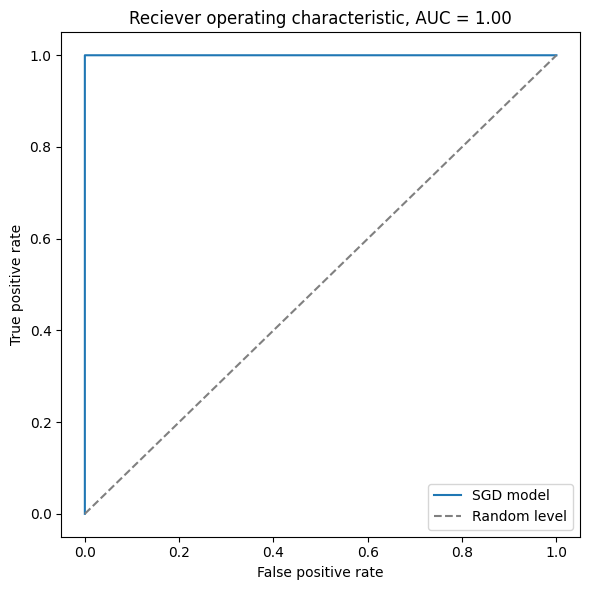 Reciever operating characteristic, AUC = 1.00
True positive rate
1.0
0.8
0.6
0.4
0.2
0.0
0.0 0.2 0.4 0.6 0.8 1.0
False positive rate
SGD model
Random level